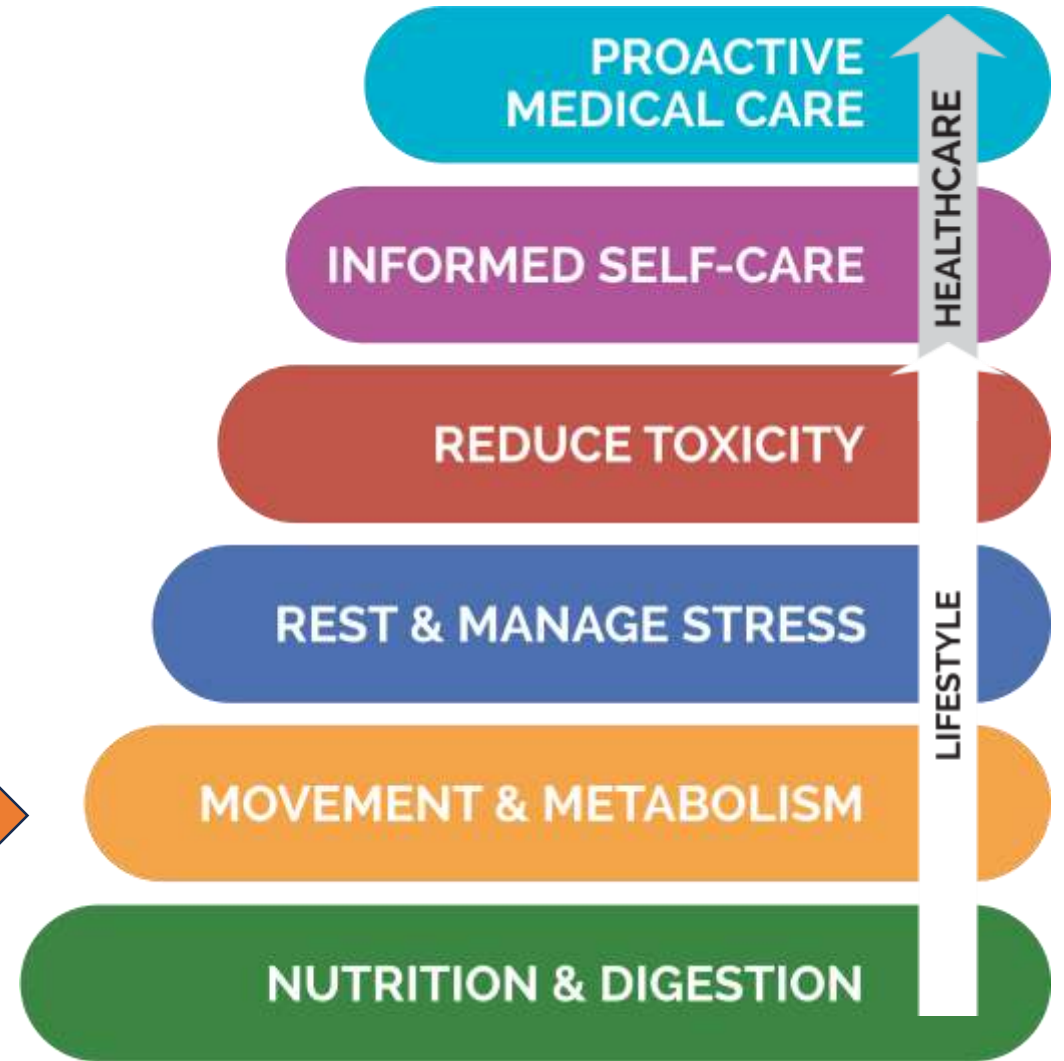 PROACTIVE
MEDICAL CARE
HEALTHCARE
INFORMED SELF-CARE
REDUCE TOXICITY
REST & MANAGE STRESS
LIFESTYLE
MOVEMENT & METABOLISM
NUTRITION & DIGESTION